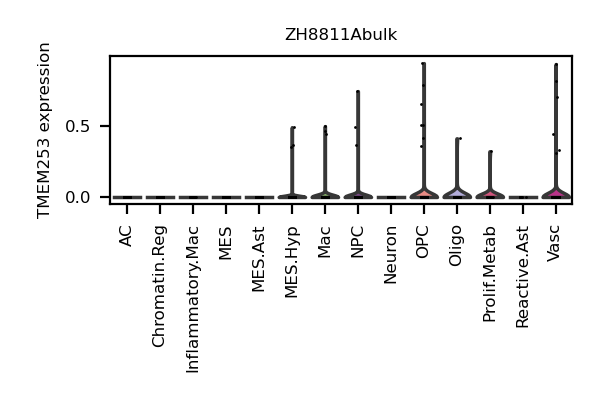 ZH8811Abulk
TMEM253 expression
0.5
0.0
AC
Chromatin.Reg
Inflammatory.Mac
MES
MES.Ast
MES.Hyp
Mac
NPC
Neuron
OPC
Oligo
Prolif.Metab
Reactive.Ast
Vasc